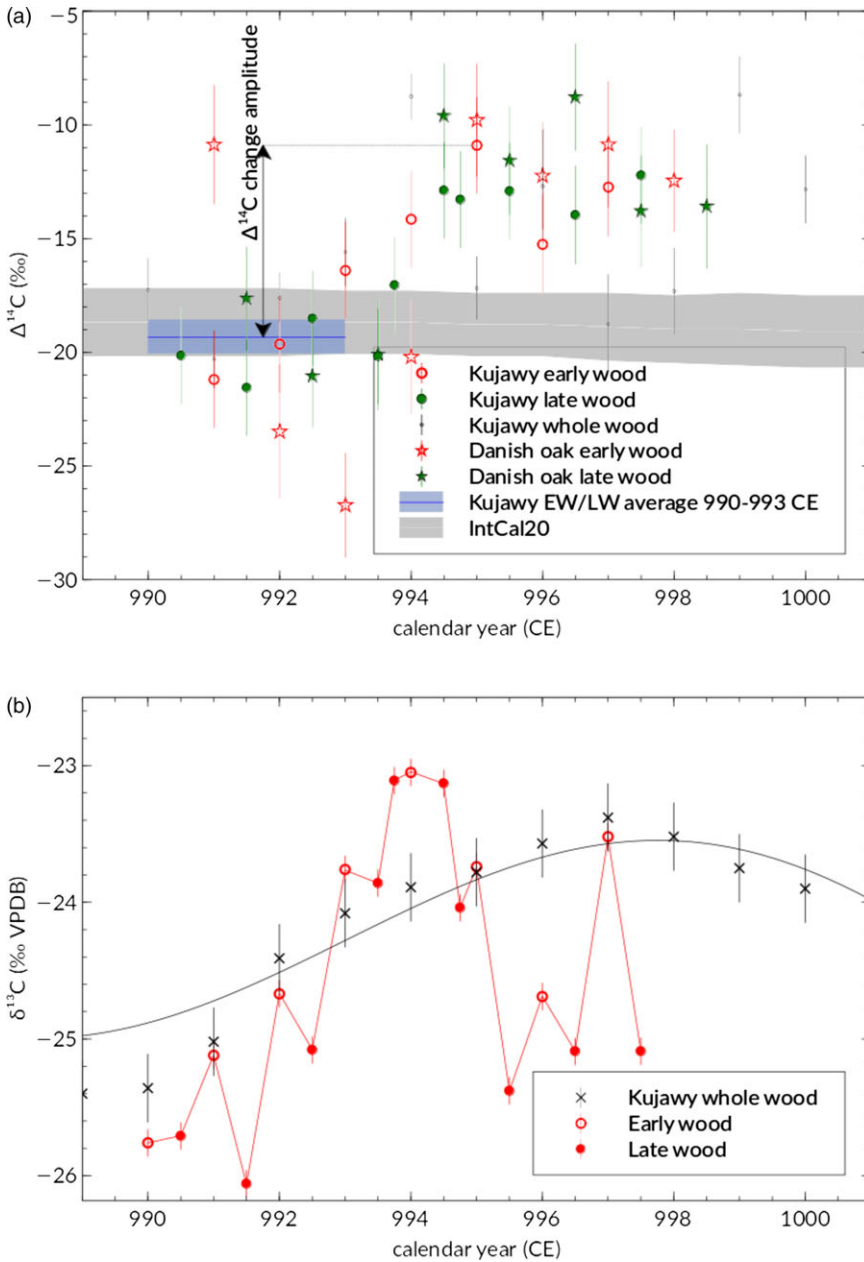 (a)
−5
−10
−15
−20
−25
−30
Δ¹⁴C (‰)
Δ¹⁴C change amplitude
Kujawy early wood
Kujawy late wood
Kujawy whole wood
Danish oak early wood
Danish oak late wood
Kujawy EW/LW average 990-993 CE
IntCal20
990 992 994 996 998 1000
calendar year (CE)
(b)
−23
−24
−25
−26
δ¹³C (‰ VPDB)
Kujawy whole wood
Early wood
Late wood
990 992 994 996 998 1000
calendar year (CE)